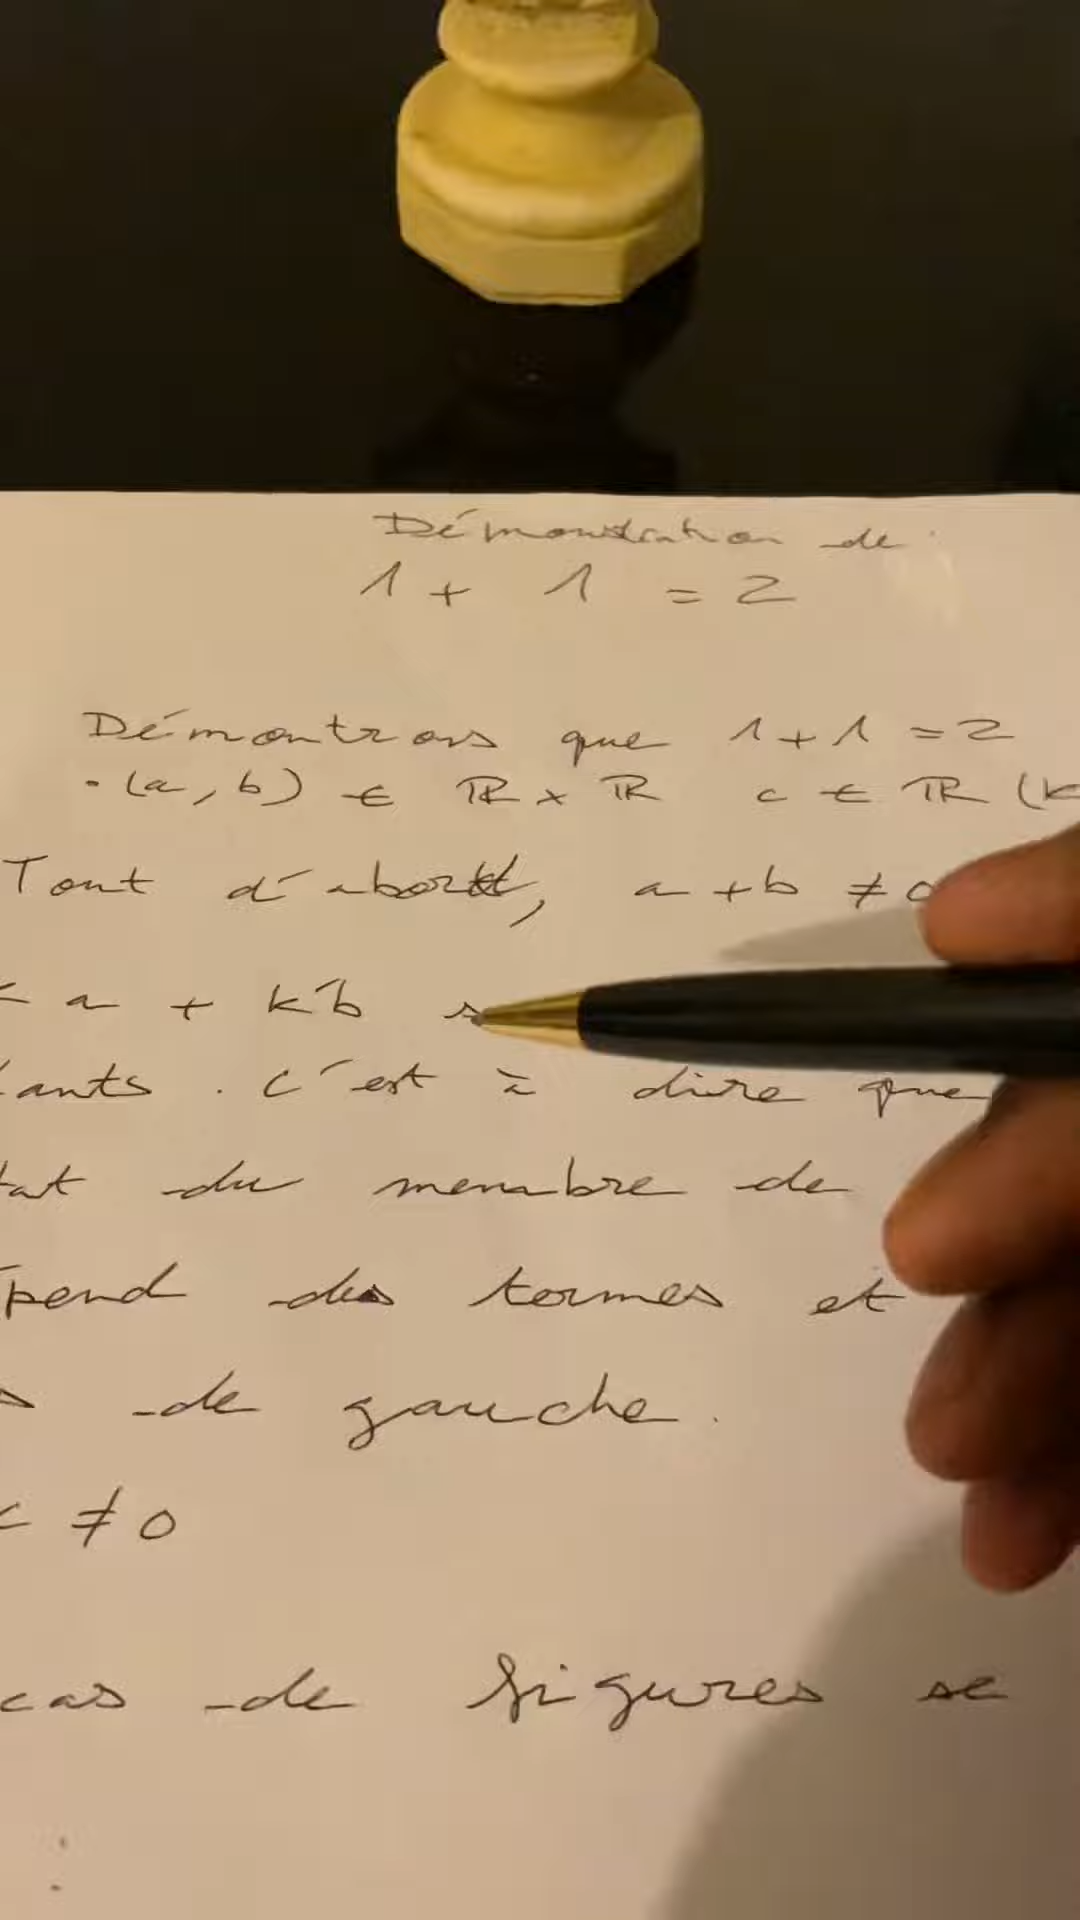 Démonstration de
1 + 1 = 2
Démontrons que 1+1 = 2
• (a, b) ∈ ℝ x ℝ c ∈ ℝ (k
Tout d'abord, a + b ≠ 0
a + k'b s
tants. C'est à dire que
tat du membre de
pend des termes et
s de gauche.
c ≠ 0
cas de figures se